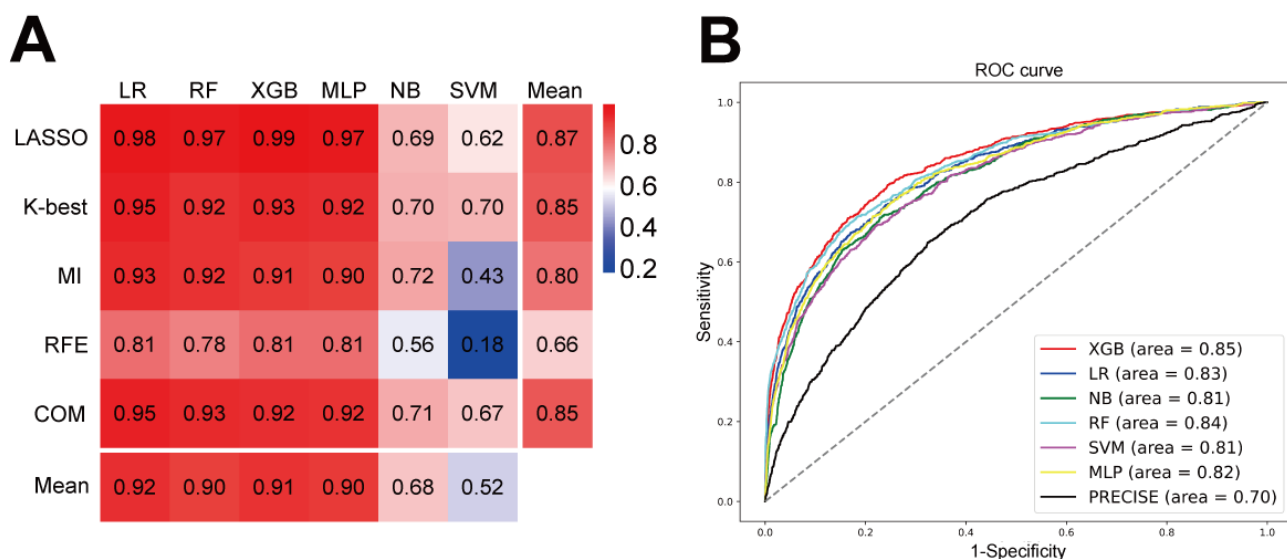 A
LR RF XGB MLP NB SVM Mean
LASSO 0.98 0.97 0.99 0.97 0.69 0.62 0.87
K-best 0.95 0.92 0.93 0.92 0.70 0.70 0.85
MI 0.93 0.92 0.91 0.90 0.72 0.43 0.80
RFE 0.81 0.78 0.81 0.81 0.56 0.18 0.66
COM 0.95 0.93 0.92 0.92 0.71 0.67 0.85
Mean 0.92 0.90 0.91 0.90 0.68 0.52
0.8
0.6
0.4
0.2
B
ROC curve
Sensitivity
1.0
0.8
0.6
0.4
0.2
0.0
XGB (area = 0.85)
LR (area = 0.83)
NB (area = 0.81)
RF (area = 0.84)
SVM (area = 0.81)
MLP (area = 0.82)
PRECISE (area = 0.70)
0.0 0.2 0.4 0.6 0.8 1.0
1-Specificity